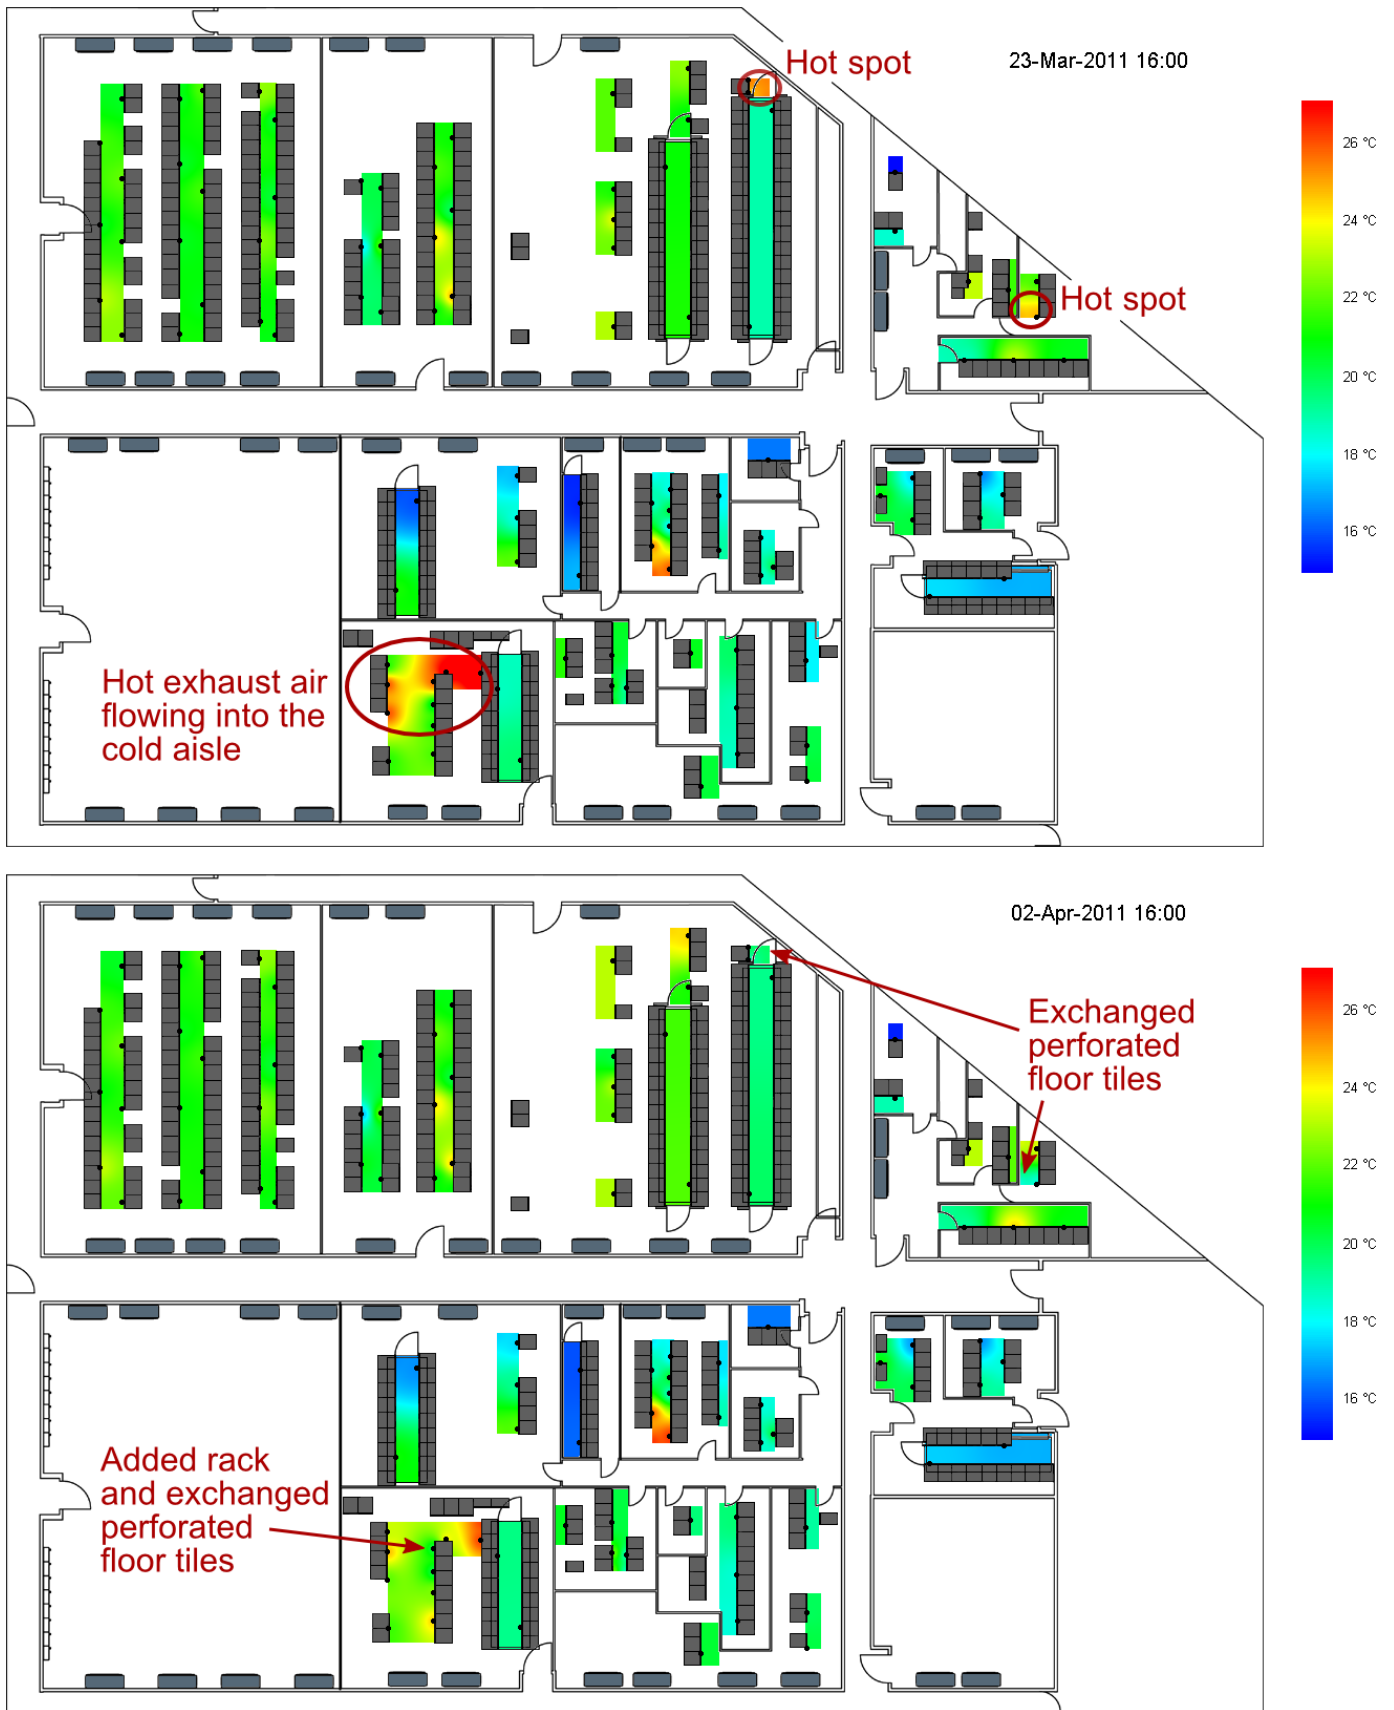 Hot spot
23-Mar-2011 16:00
26 °C
24 °C
Hot spot
22 °C
20 °C
18 °C
16 °C
Hot exhaust air
flowing into the
cold aisle
02-Apr-2011 16:00
Exchanged
perforated
floor tiles
26 °C
24 °C
22 °C
20 °C
18 °C
16 °C
Added rack
and exchanged
perforated
floor tiles